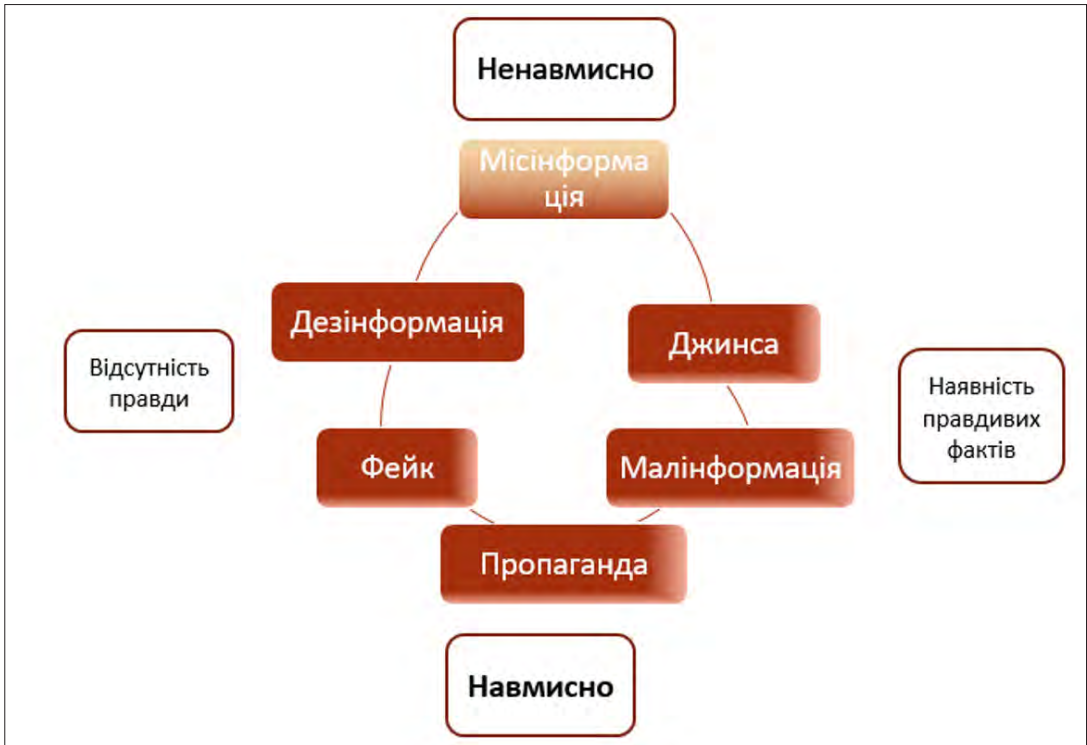 Ненавмисно
Місінформа
ція
Дезінформація
Джинса
Відсутність
правди
Наявність
правдивих
фактів
Фейк
Малінформація
Пропаганда
Навмисно